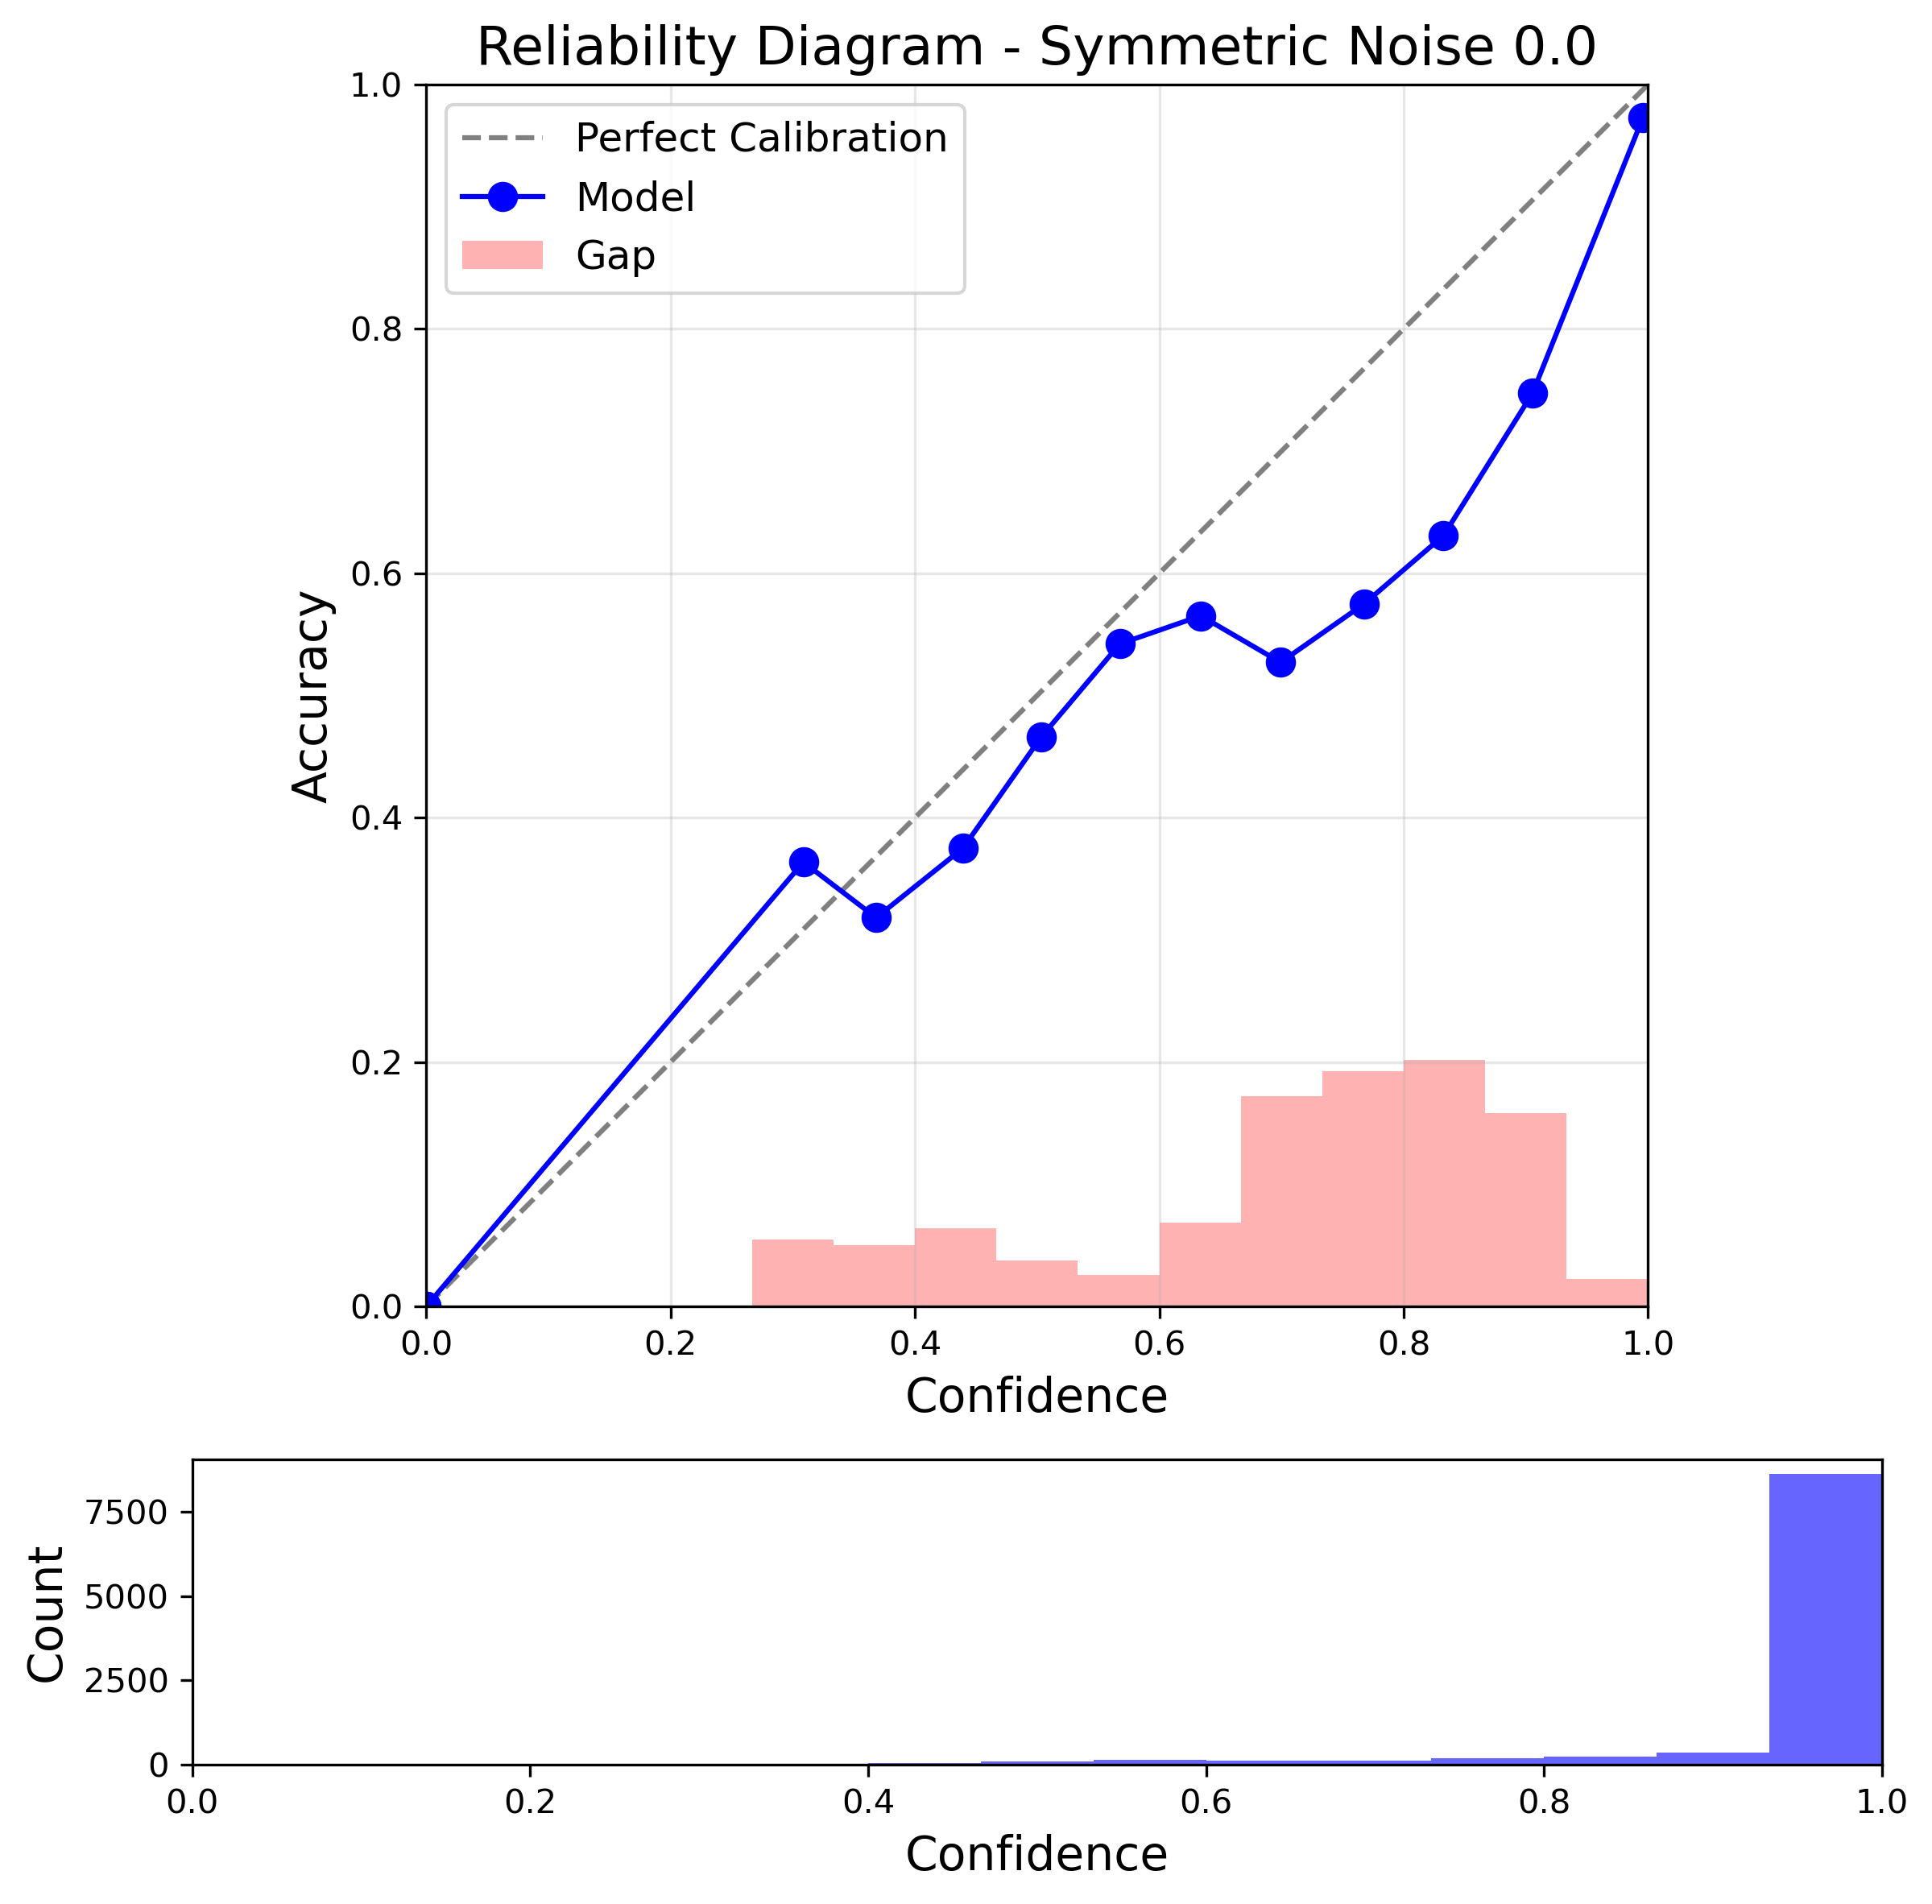 Reliability Diagram - Symmetric Noise 0.0
Perfect Calibration
Model
Gap
Accuracy
1.0
0.8
0.6
0.4
0.2
0.0
0.0 0.2 0.4 0.6 0.8 1.0
Confidence
Count
7500
5000
2500
0
0.0 0.2 0.4 0.6 0.8 1.0
Confidence